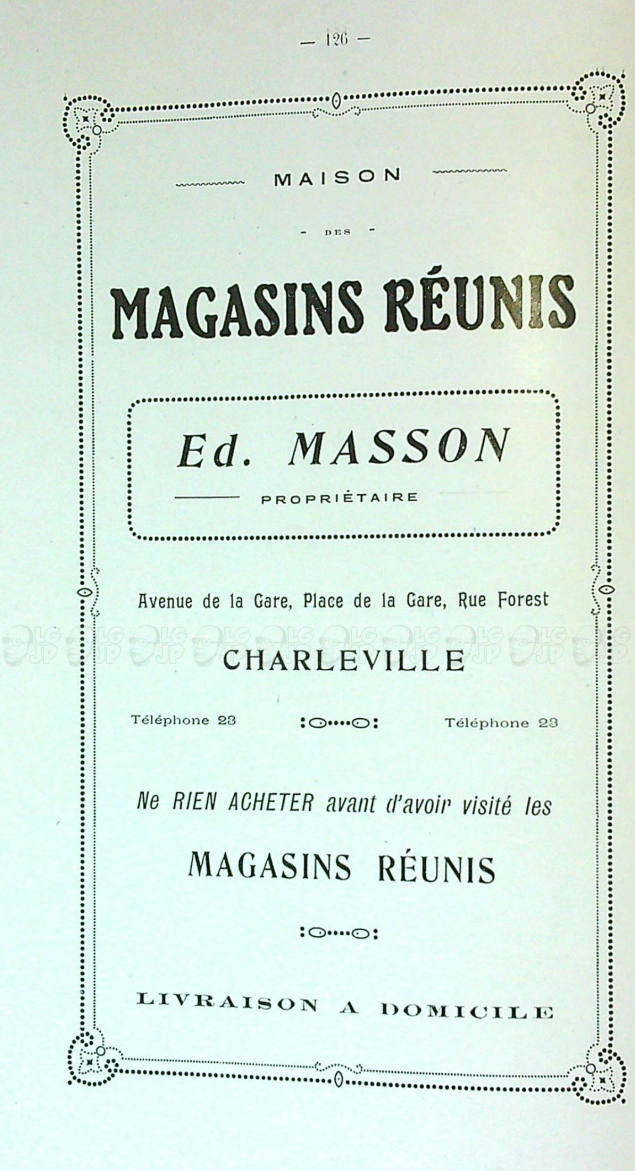 — 126 —
MAISON
- DES -
MAGASINS RÉUNIS
Ed. MASSON
PROPRIÉTAIRE
Avenue de la Gare, Place de la Gare, Rue Forest
CHARLEVILLE
Téléphone 23 Téléphone 23
Ne RIEN ACHETER avant d'avoir visité les
MAGASINS RÉUNIS
LIVRAISON A DOMICILE